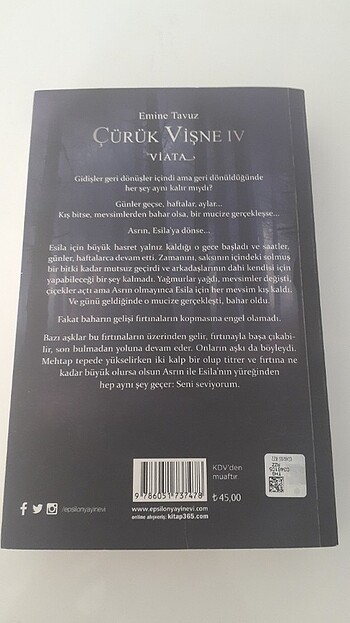 Emine Tavuz
ÇÜRÜK VİŞNE IV
VİATA
Gidişler geri dönüşler içindi ama geri dönüldüğünde
her şey aynı kalır mıydı?
Günler geçse, haftalar, aylar...
Kış bitse, mevsimlerden bahar olsa, bir mucize gerçekleşse...
Asrın, Esila'ya dönse...
Esila için büyük hasret yalnız kaldığı o gece başladı ve saatler,
günler, haftalarca devam etti. Zamanını, saksının içindeki solmuş
bir bitki kadar mutsuz geçirdi ve arkadaşlarının dahi kendisi için
yapabileceği bir şey kalmadı. Yağmurlar yağdı, mevsimler değişti,
çiçekler açtı ama Asrın olmayınca Esila için her mevsim kış kaldı.
Ve günü geldiğinde o mucize gerçekleşti, bahar oldu.
Fakat baharın gelişi fırtınaların kopmasına engel olamadı.
Bazı aşklar bu fırtınaların üzerinden gelir, fırtınayla başa çıkabi-
lir, son bulmadan yoluna devam eder. Onların aşkı da böyleydi.
Mehtap tepede yükselirken iki kalp bir olup titrer ve fırtına ne
kadar büyük olursa olsun Asrın ile Esila'nın yüreğinden
hep aynı şey geçer: Seni seviyorum.
KDV'den
muaftır.
9 786051 737478
₺ 45,00
/epsilonyayinevi
www.epsilonyayinevi.com
online alışveriş: kitap365.com